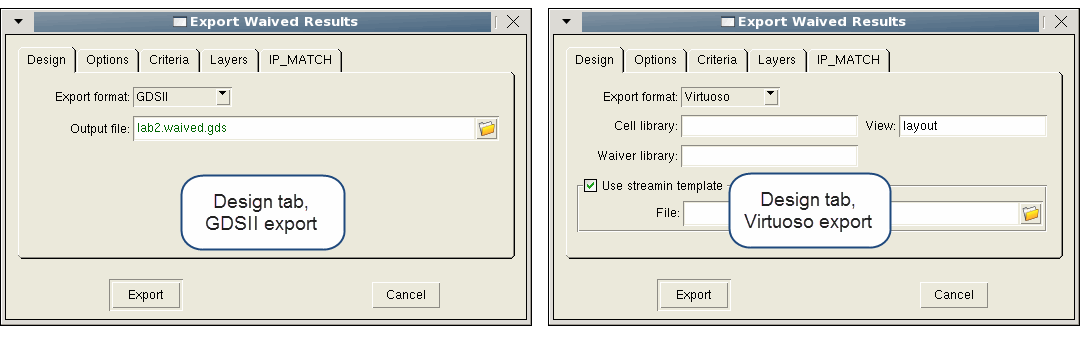 Export Waived Results
Design Options Criteria Layers IP_MATCH
Export format: GDSII
Output file: lab2.waived.gds
Design tab,
GDSII export
Export Cancel
Export Waived Results
Design Options Criteria Layers IP_MATCH
Export format: Virtuoso
Cell library: View: layout
Waiver library:
Use streamin template
File:
Design tab,
Virtuoso export
Export Cancel